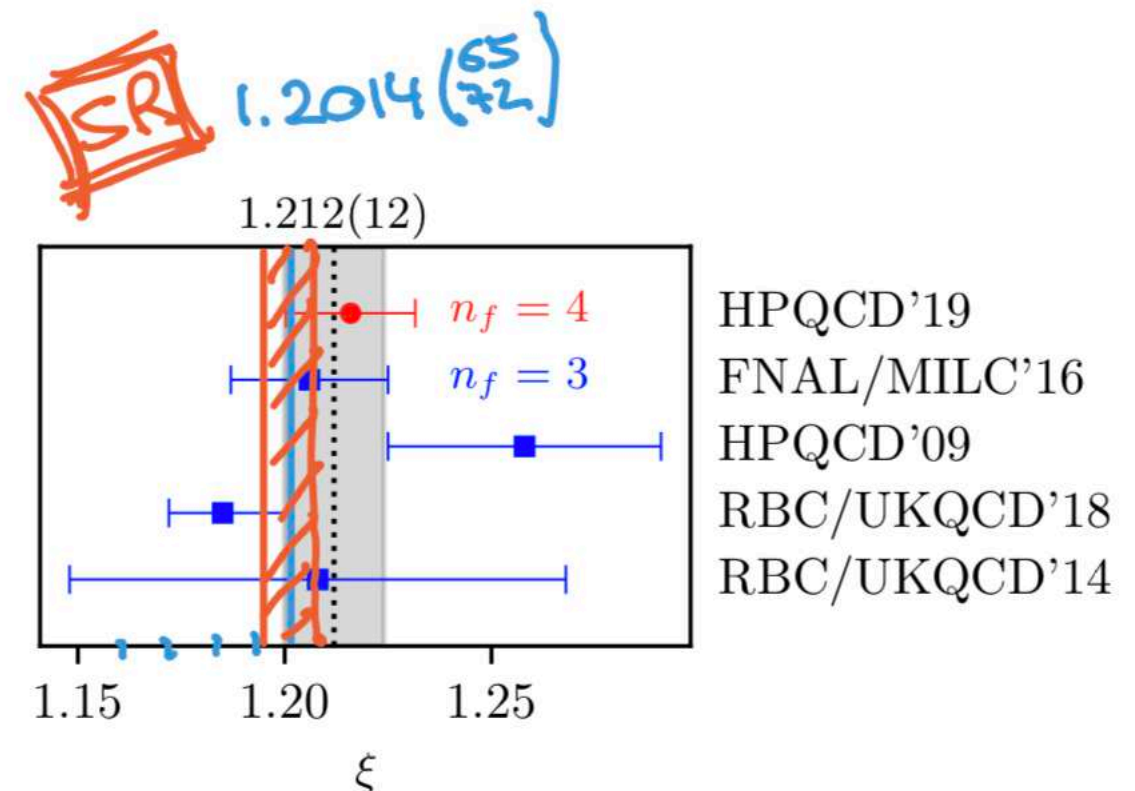 SR 1.2014 (65
72)
1.212(12)
n_f = 4 HPQCD'19
n_f = 3 FNAL/MILC'16
HPQCD'09
RBC/UKQCD'18
RBC/UKQCD'14
1.15 1.20 1.25
ξ